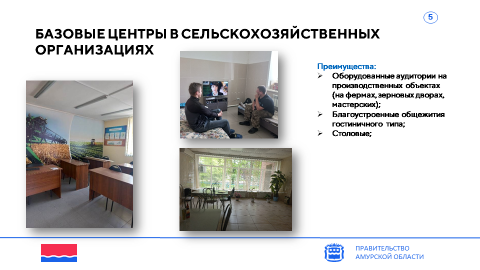 5
БАЗОВЫЕ ЦЕНТРЫ В СЕЛЬСКОХОЗЯЙСТВЕННЫХ
ОРГАНИЗАЦИЯХ
Преимущества:
➢ Оборудованные аудитории на
производственных объектах
(на фермах, зерновых дворах,
мастерских);
➢ Благоустроенные общежития
гостиничного типа;
➢ Столовые;
ПРАВИТЕЛЬСТВО
АМУРСКОЙ ОБЛАСТИ